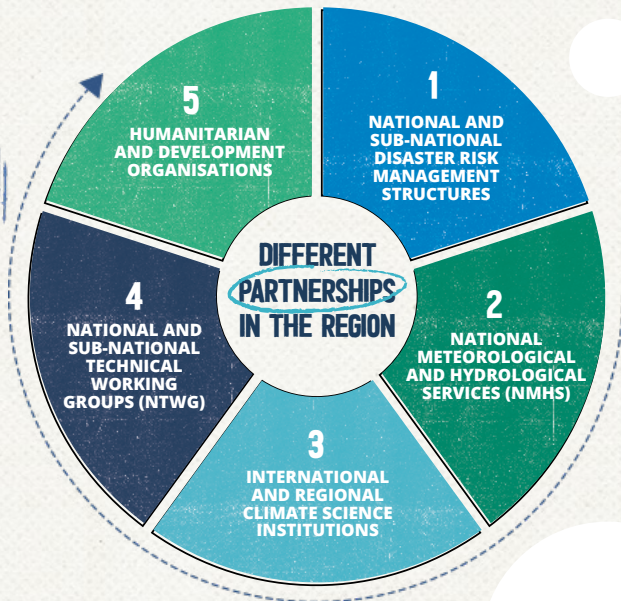 DIFFERENT
PARTNERSHIPS
IN THE REGION
1
NATIONAL AND
SUB-NATIONAL
DISASTER RISK
MANAGEMENT
STRUCTURES
2
NATIONAL
METEOROLOGICAL
AND HYDROLOGICAL
SERVICES (NMHS)
3
INTERNATIONAL
AND REGIONAL
CLIMATE SCIENCE
INSTITUTIONS
4
NATIONAL AND
SUB-NATIONAL
TECHNICAL
WORKING
GROUPS (NTWG)
5
HUMANITARIAN
AND DEVELOPMENT
ORGANISATIONS